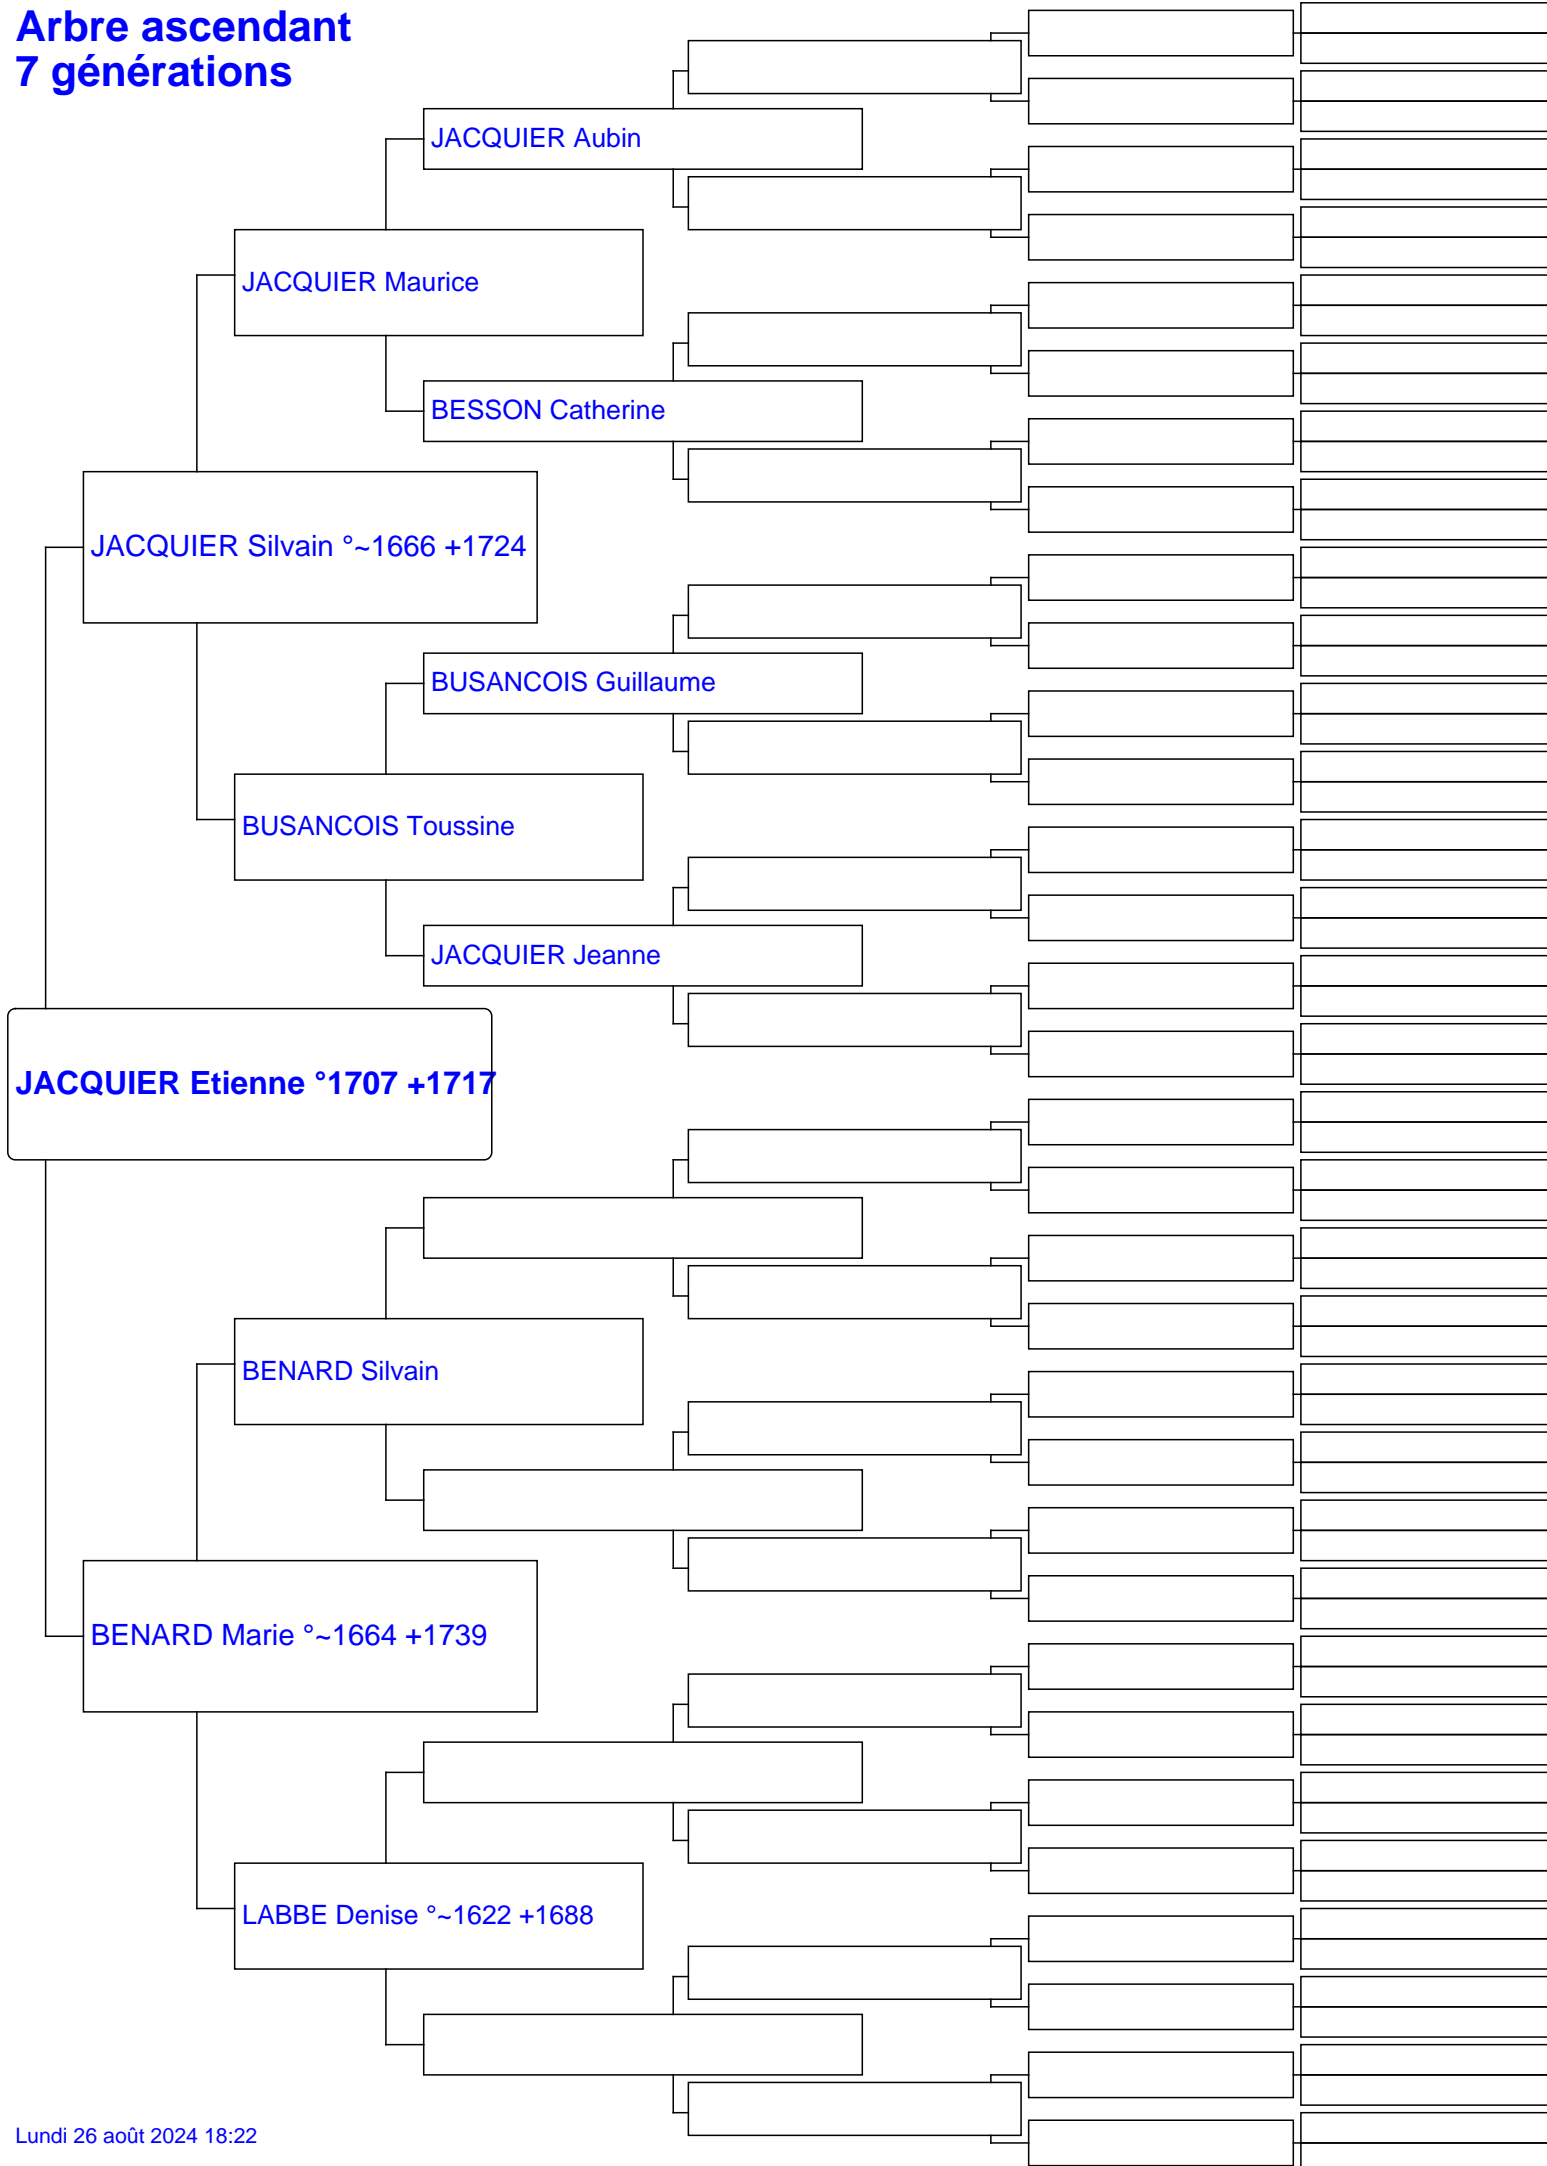 Arbre ascendant
7 générations
JACQUIER Aubin
JACQUIER Maurice
BESSON Catherine
JACQUIER Silvain °~1666 +1724
BUSANCOIS Guillaume
BUSANCOIS Toussine
JACQUIER Jeanne
JACQUIER Etienne °1707 +1717
BENARD Silvain
BENARD Marie °~1664 +1739
LABBE Denise °~1622 +1688
Lundi 26 août 2024 18:22